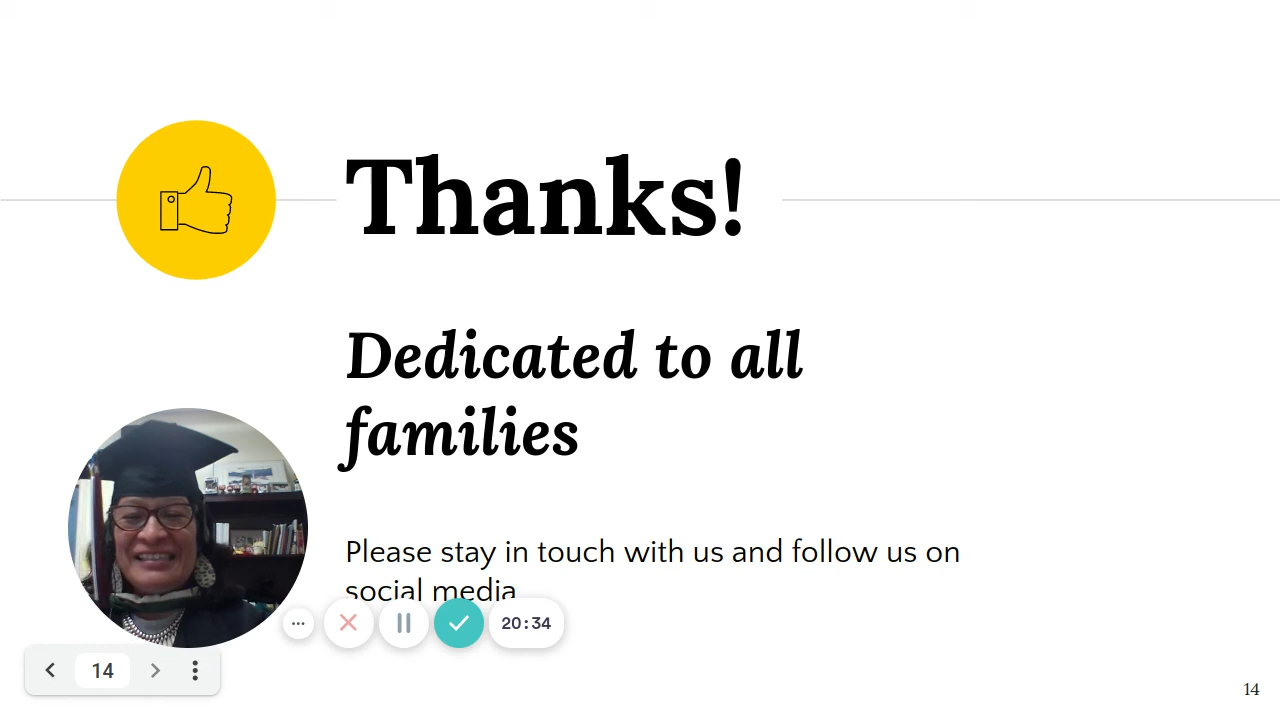 Thanks!
Dedicated to all
families
Please stay in touch with us and follow us on
social media
20:34
14
14